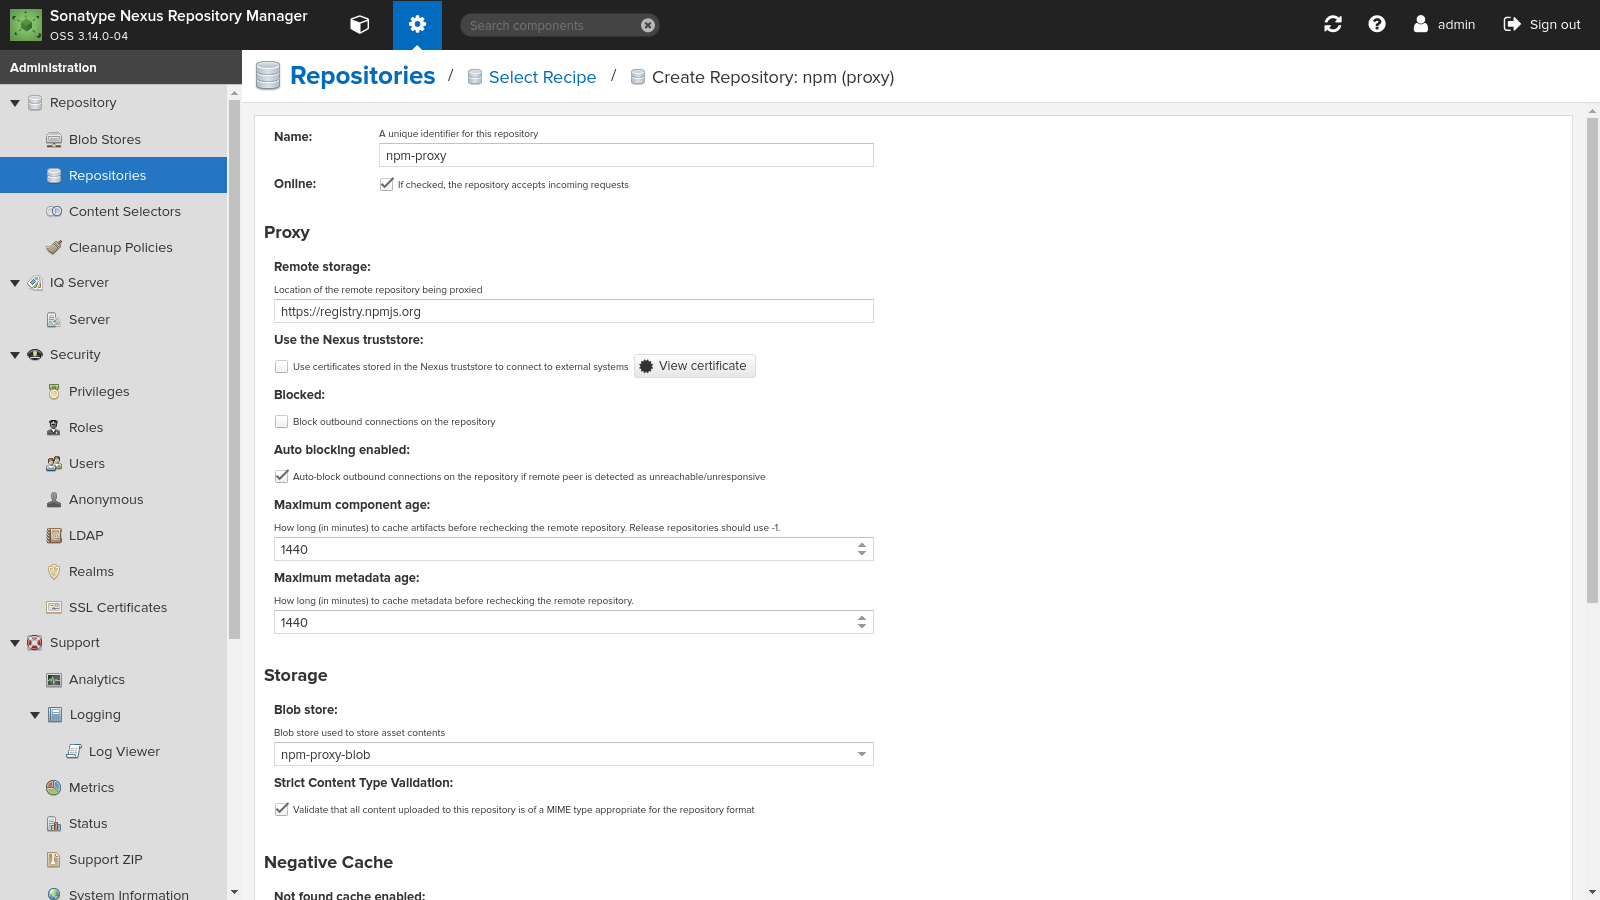 Sonatype Nexus Repository Manager
OSS 3.14.0-04
Search components
admin
Sign out
Administration
Repository
Blob Stores
Repositories
Content Selectors
Cleanup Policies
IQ Server
Server
Security
Privileges
Roles
Users
Anonymous
LDAP
Realms
SSL Certificates
Support
Analytics
Logging
Log Viewer
Metrics
Status
Support ZIP
System Information
Repositories / Select Recipe / Create Repository: npm (proxy)
Name:
A unique identifier for this repository
npm-proxy
Online:
If checked, the repository accepts incoming requests
Proxy
Remote storage:
Location of the remote repository being proxied
https://registry.npmjs.org
Use the Nexus truststore:
Use certificates stored in the Nexus truststore to connect to external systems
View certificate
Blocked:
Block outbound connections on the repository
Auto blocking enabled:
Auto-block outbound connections on the repository if remote peer is detected as unreachable/unresponsive
Maximum component age:
How long (in minutes) to cache artifacts before rechecking the remote repository. Release repositories should use -1.
1440
Maximum metadata age:
How long (in minutes) to cache metadata before rechecking the remote repository.
1440
Storage
Blob store:
Blob store used to store asset contents
npm-proxy-blob
Strict Content Type Validation:
Validate that all content uploaded to this repository is of a MIME type appropriate for the repository format
Negative Cache
Not found cache enabled: